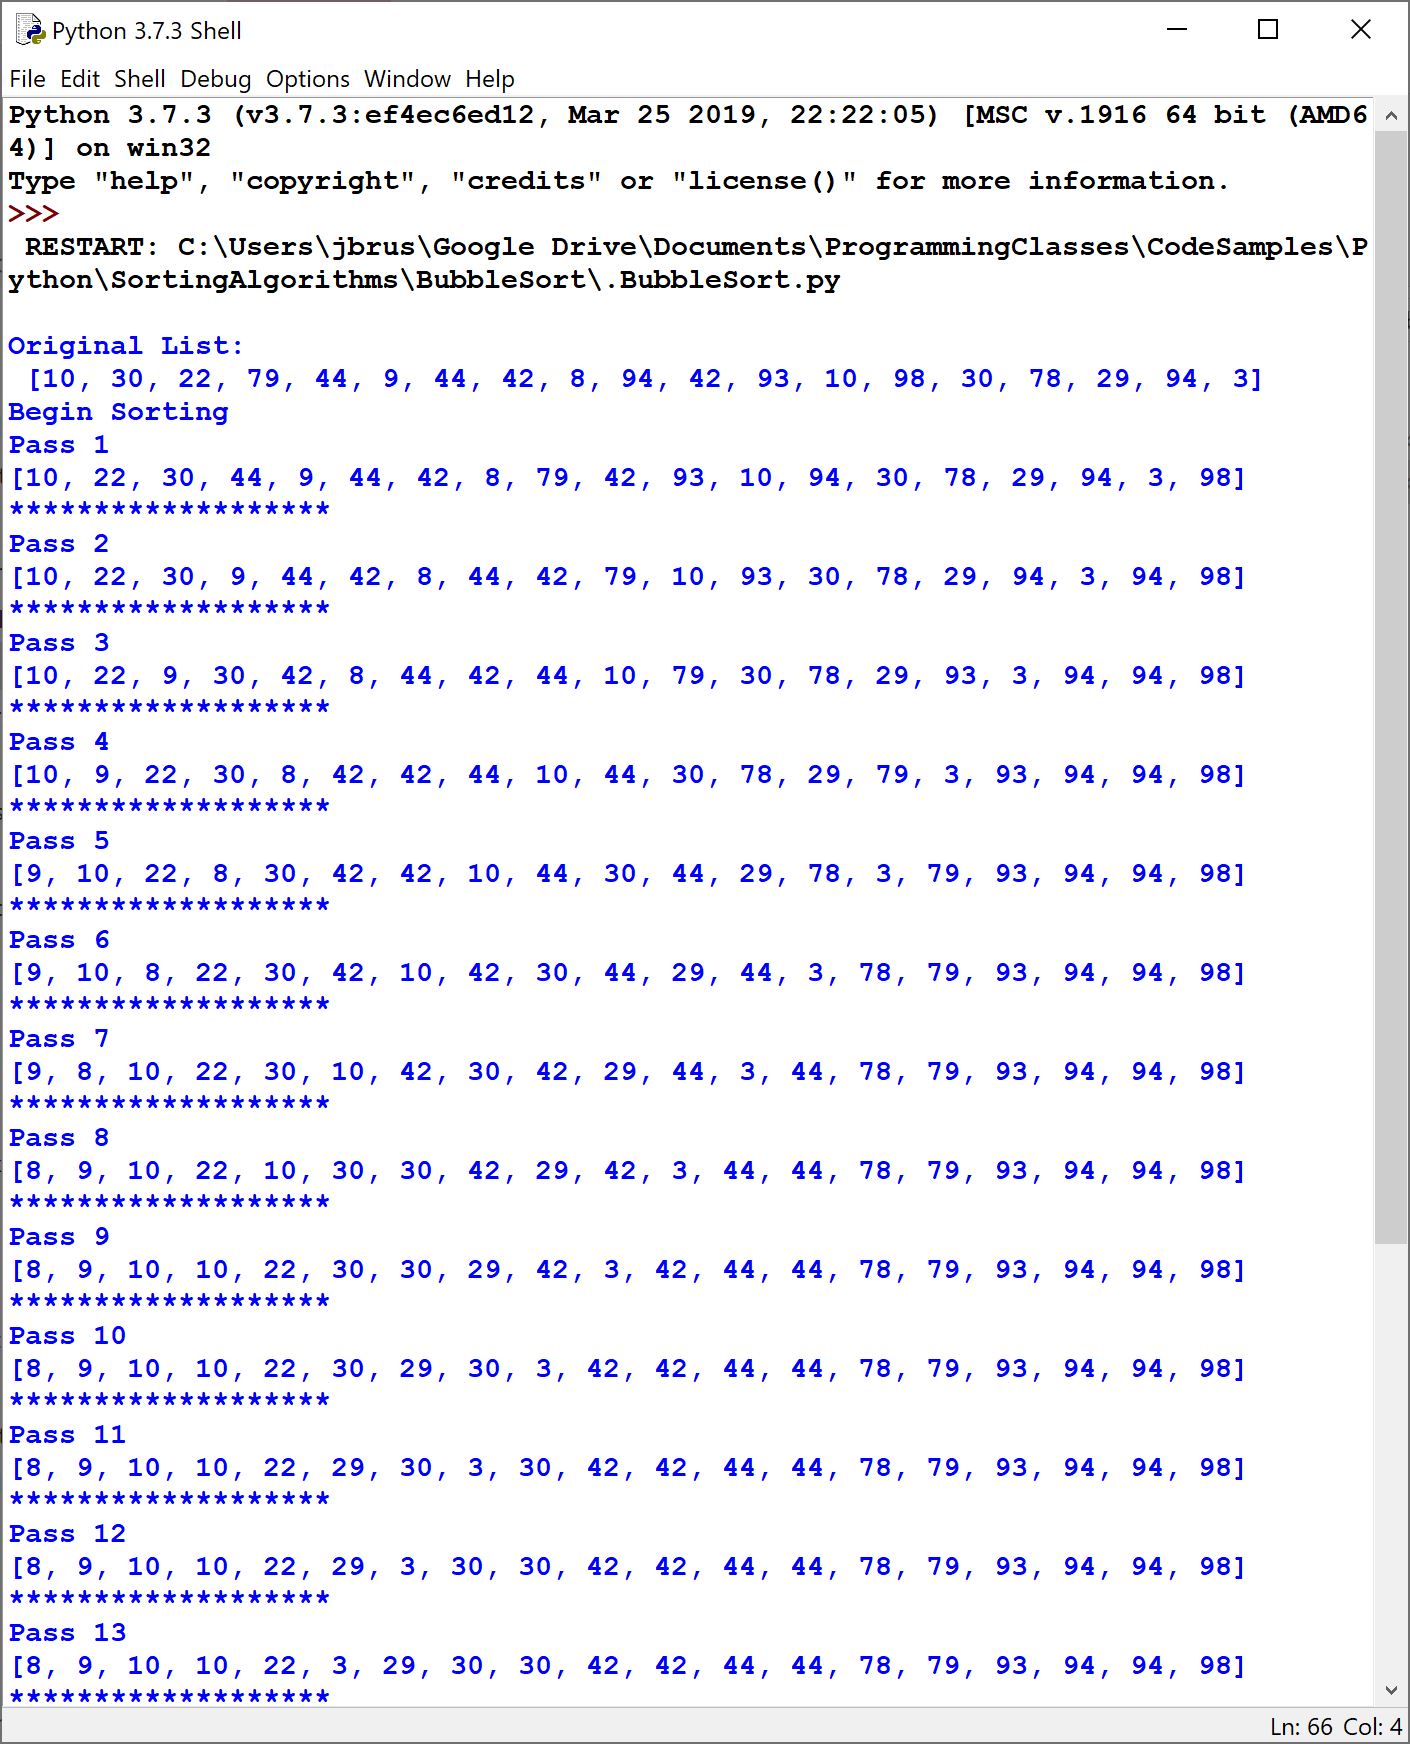 Python 3.7.3 Shell
File Edit Shell Debug Options Window Help
Python 3.7.3 (v3.7.3:ef4ec6ed12, Mar 25 2019, 22:22:05) [MSC v.1916 64 bit (AMD6
4)] on win32
Type "help", "copyright", "credits" or "license()" for more information.
>>>
 RESTART: C:\Users\jbrus\Google Drive\Documents\ProgrammingClasses\CodeSamples\P
ython\SortingAlgorithms\BubbleSort\.BubbleSort.py
Original List:
 [10, 30, 22, 79, 44, 9, 44, 42, 8, 94, 42, 93, 10, 98, 30, 78, 29, 94, 3]
Begin Sorting
Pass 1
[10, 22, 30, 44, 9, 44, 42, 8, 79, 42, 93, 10, 94, 30, 78, 29, 94, 3, 98]
*******************
Pass 2
[10, 22, 30, 9, 44, 42, 8, 44, 42, 79, 10, 93, 30, 78, 29, 94, 3, 94, 98]
*******************
Pass 3
[10, 22, 9, 30, 42, 8, 44, 42, 44, 10, 79, 30, 78, 29, 93, 3, 94, 94, 98]
*******************
Pass 4
[10, 9, 22, 30, 8, 42, 42, 44, 10, 44, 30, 78, 29, 79, 3, 93, 94, 94, 98]
*******************
Pass 5
[9, 10, 22, 8, 30, 42, 42, 10, 44, 30, 44, 29, 78, 3, 79, 93, 94, 94, 98]
*******************
Pass 6
[9, 10, 8, 22, 30, 42, 10, 42, 30, 44, 29, 44, 3, 78, 79, 93, 94, 94, 98]
*******************
Pass 7
[9, 8, 10, 22, 30, 10, 42, 30, 42, 29, 44, 3, 44, 78, 79, 93, 94, 94, 98]
*******************
Pass 8
[8, 9, 10, 22, 10, 30, 30, 42, 29, 42, 3, 44, 44, 78, 79, 93, 94, 94, 98]
*******************
Pass 9
[8, 9, 10, 10, 22, 30, 30, 29, 42, 3, 42, 44, 44, 78, 79, 93, 94, 94, 98]
*******************
Pass 10
[8, 9, 10, 10, 22, 30, 29, 30, 3, 42, 42, 44, 44, 78, 79, 93, 94, 94, 98]
*******************
Pass 11
[8, 9, 10, 10, 22, 29, 30, 3, 30, 42, 42, 44, 44, 78, 79, 93, 94, 94, 98]
*******************
Pass 12
[8, 9, 10, 10, 22, 29, 3, 30, 30, 42, 42, 44, 44, 78, 79, 93, 94, 94, 98]
*******************
Pass 13
[8, 9, 10, 10, 22, 3, 29, 30, 30, 42, 42, 44, 44, 78, 79, 93, 94, 94, 98]
*******************
Ln: 66 Col: 4